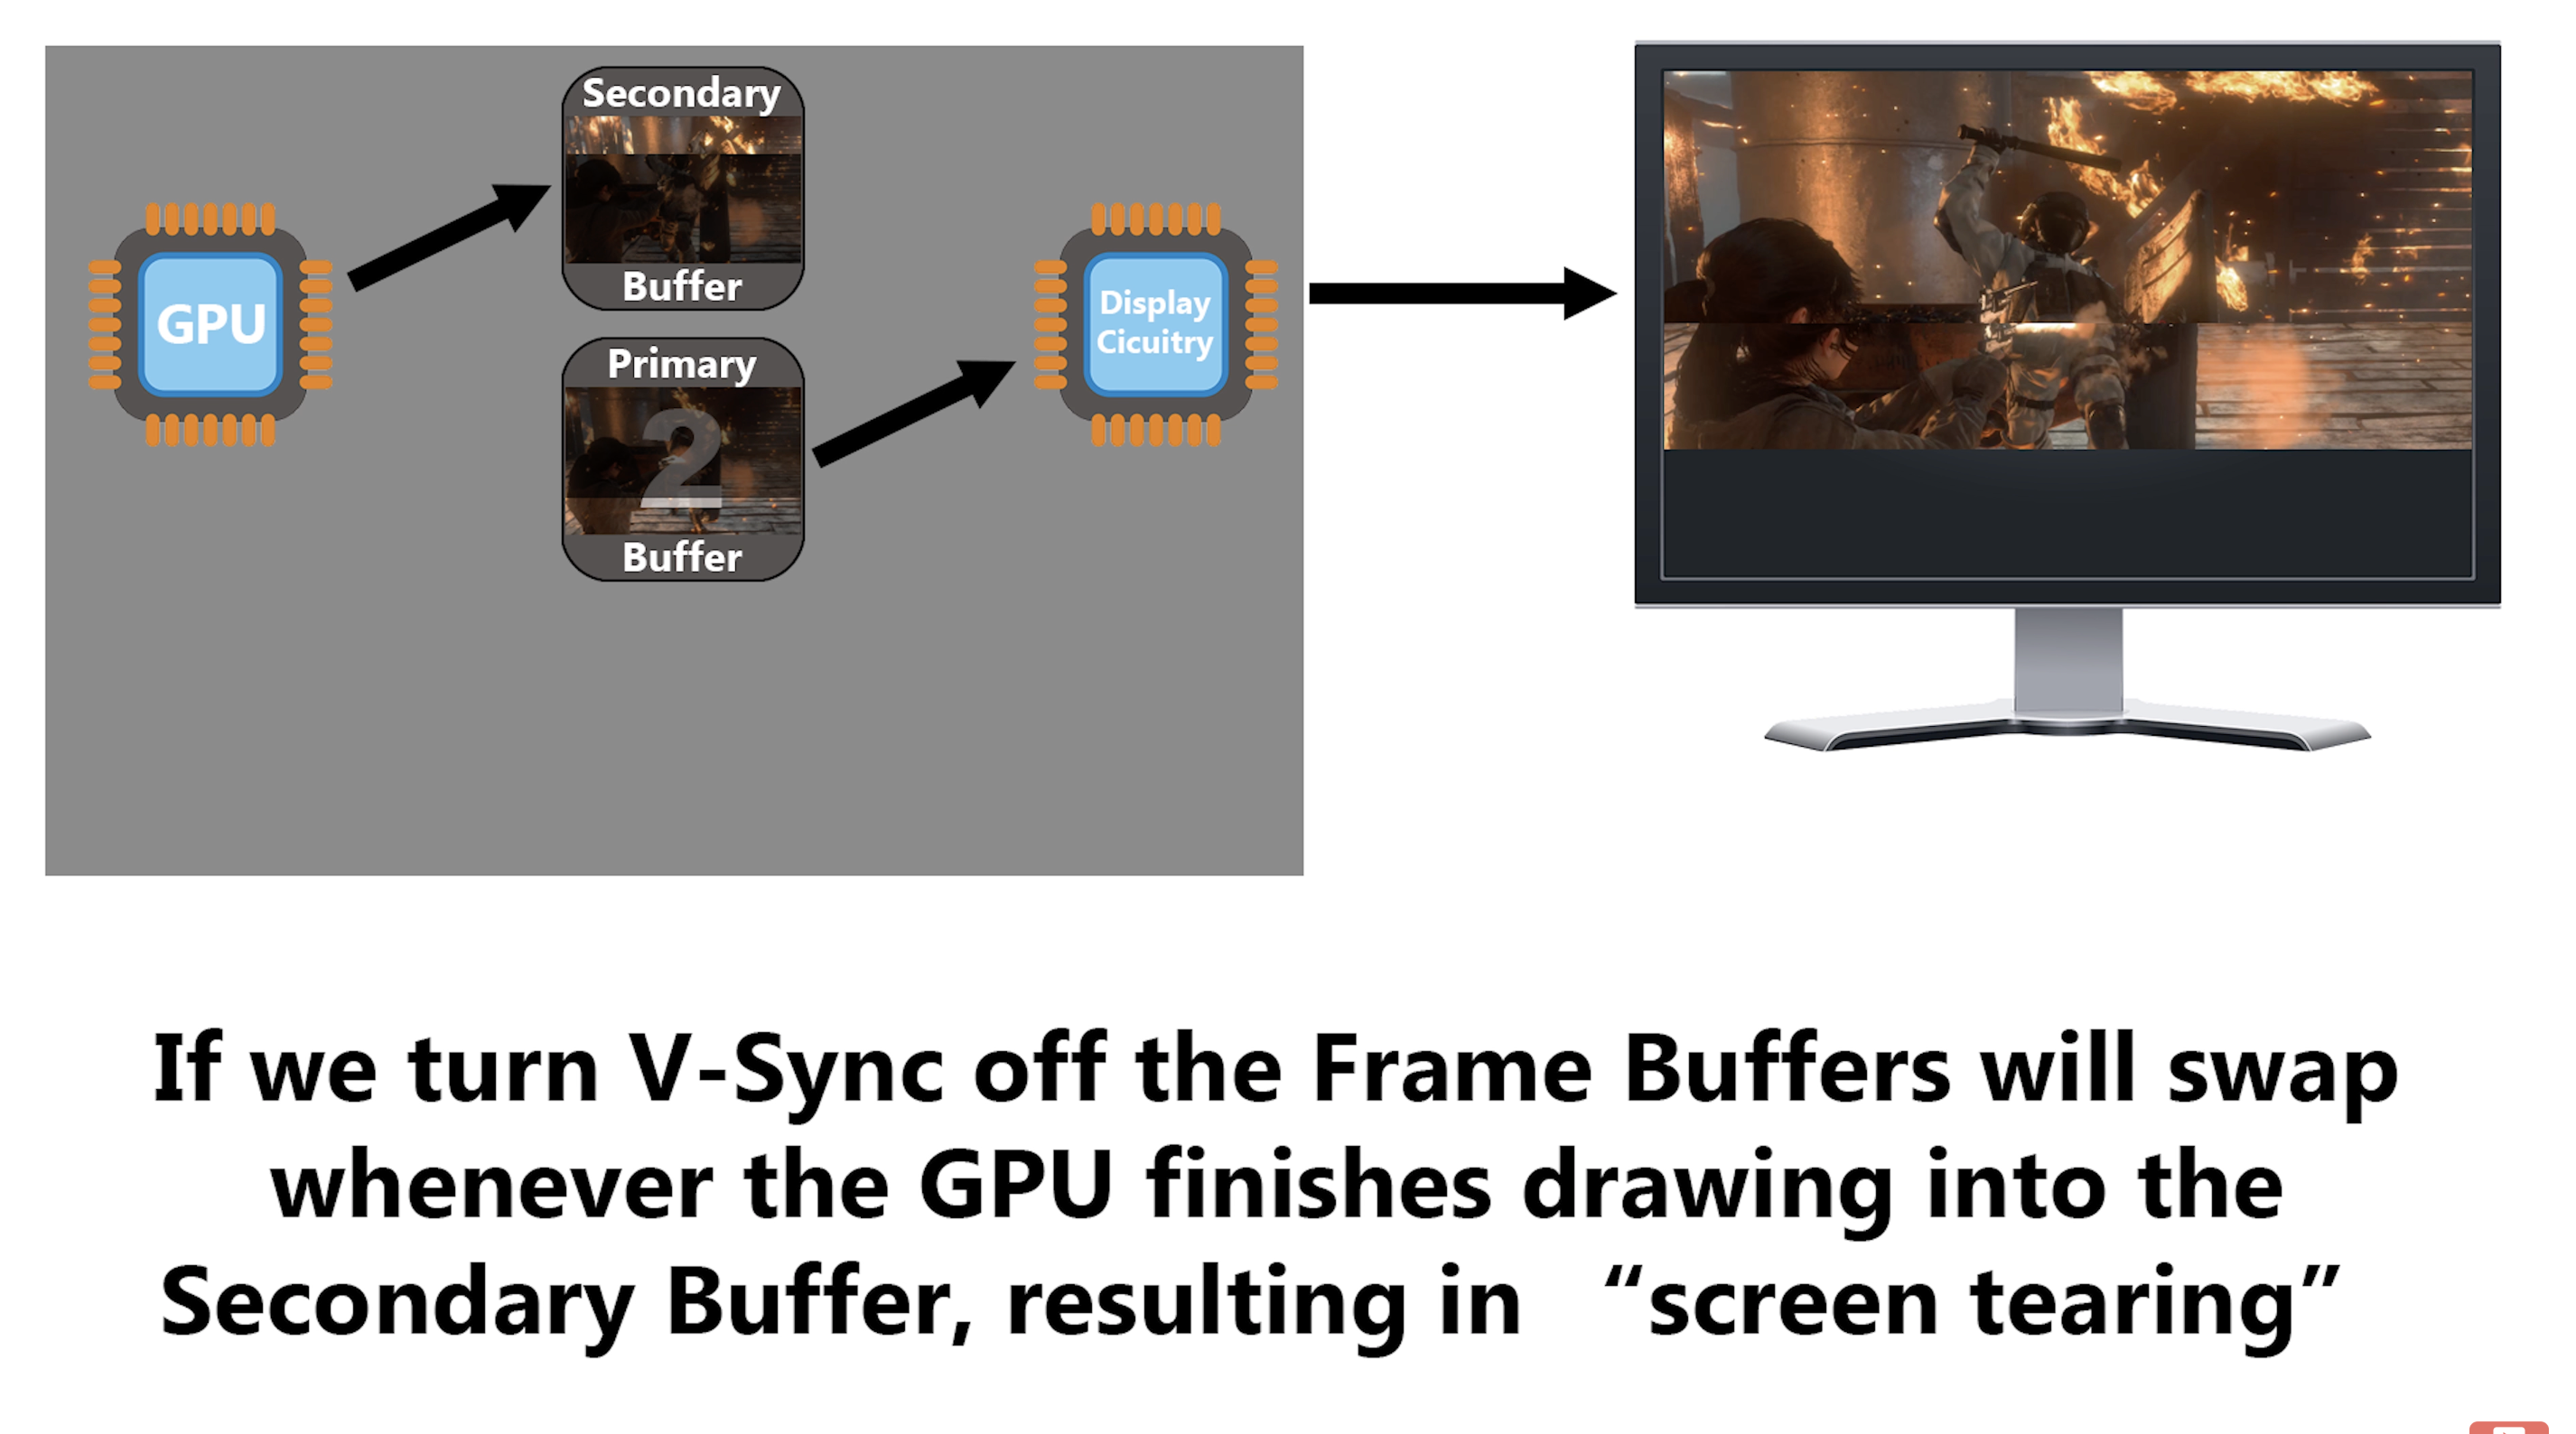 Secondary
Buffer
GPU
Primary
2
Buffer
Display
Cicuitry
If we turn V-Sync off the Frame Buffers will swap
whenever the GPU finishes drawing into the
Secondary Buffer, resulting in “screen tearing”